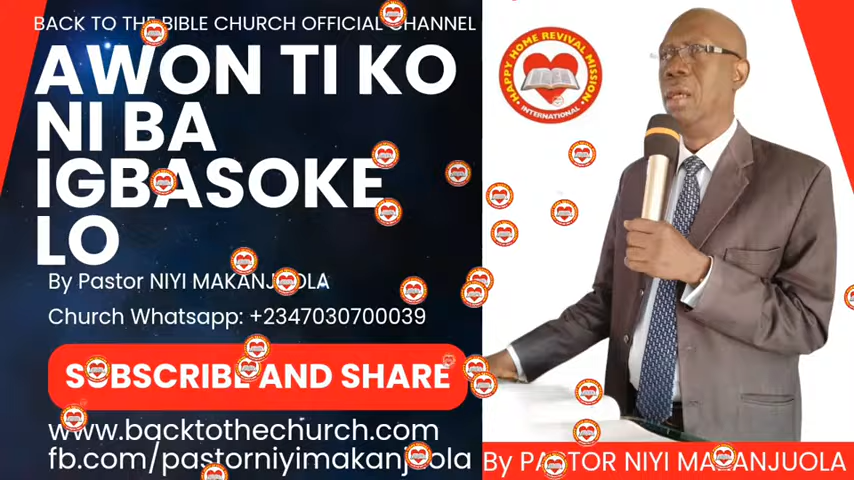 BACK TO THE BIBLE CHURCH OFFICIAL CHANNEL
AWON TI KO
NI BA
IGBASOKE
LO
By Pastor NIYI MAKANJUOLA
Church Whatsapp: +2347030700039
SUBSCRIBE AND SHARE
www.backtothechurch.com
fb.com/pastorniyimakanjuola
HAPPY HOME REVIVAL MISSION
INTERNATIONAL
By PASTOR NIYI MAKANJUOLA